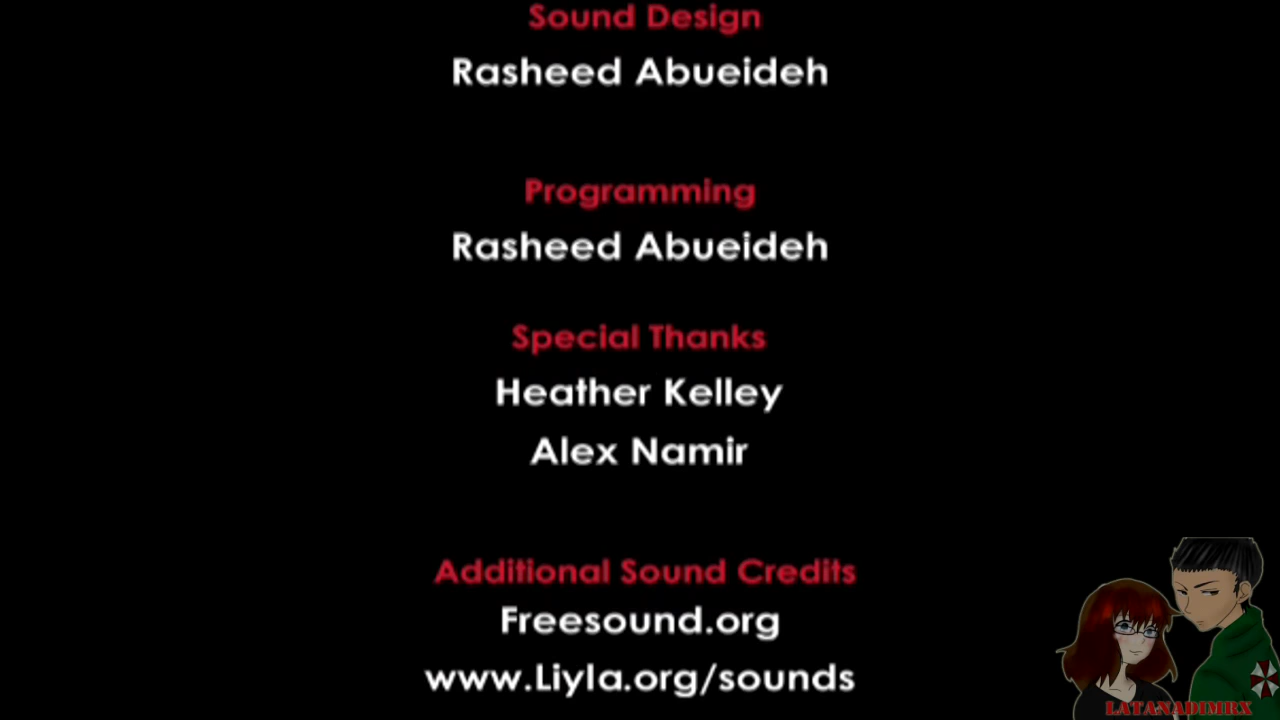 Sound Design
Rasheed Abueideh
Programming
Rasheed Abueideh
Special Thanks
Heather Kelley
Alex Namir
Additional Sound Credits
Freesound.org
www.Liyla.org/sounds
LATANADIMRX